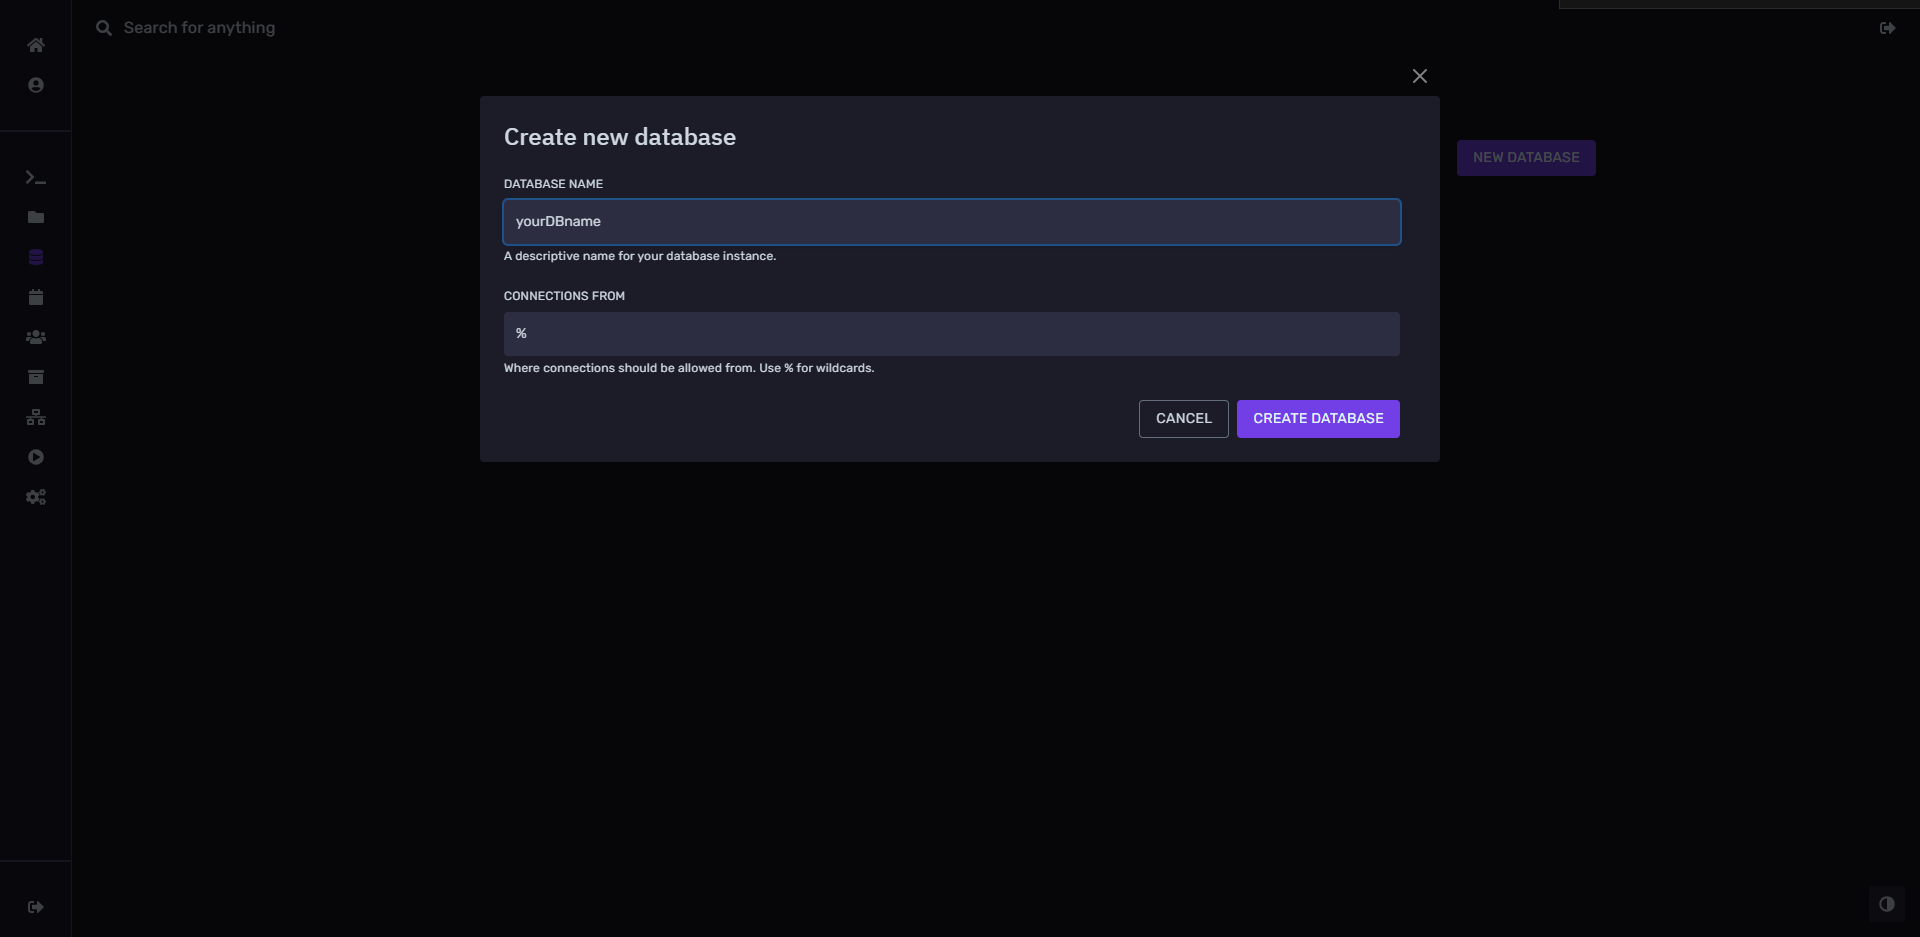 Search for anything
Create new database
NEW DATABASE
DATABASE NAME
yourDBname
A descriptive name for your database instance.
CONNECTIONS FROM
%
Where connections should be allowed from. Use % for wildcards.
CANCEL
CREATE DATABASE